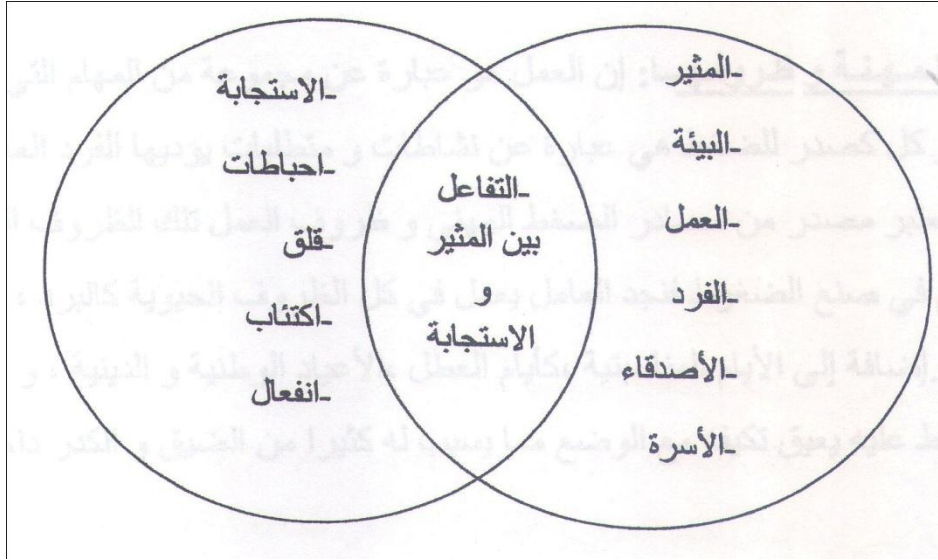 -المثير
-البيئة
-العمل
-الفرد
-الأصدقاء
-الأسرة
-التفاعل
بين المثير
و
الاستجابة
-الاستجابة
-احباطات
-قلق
-اكتئاب
-انفعال